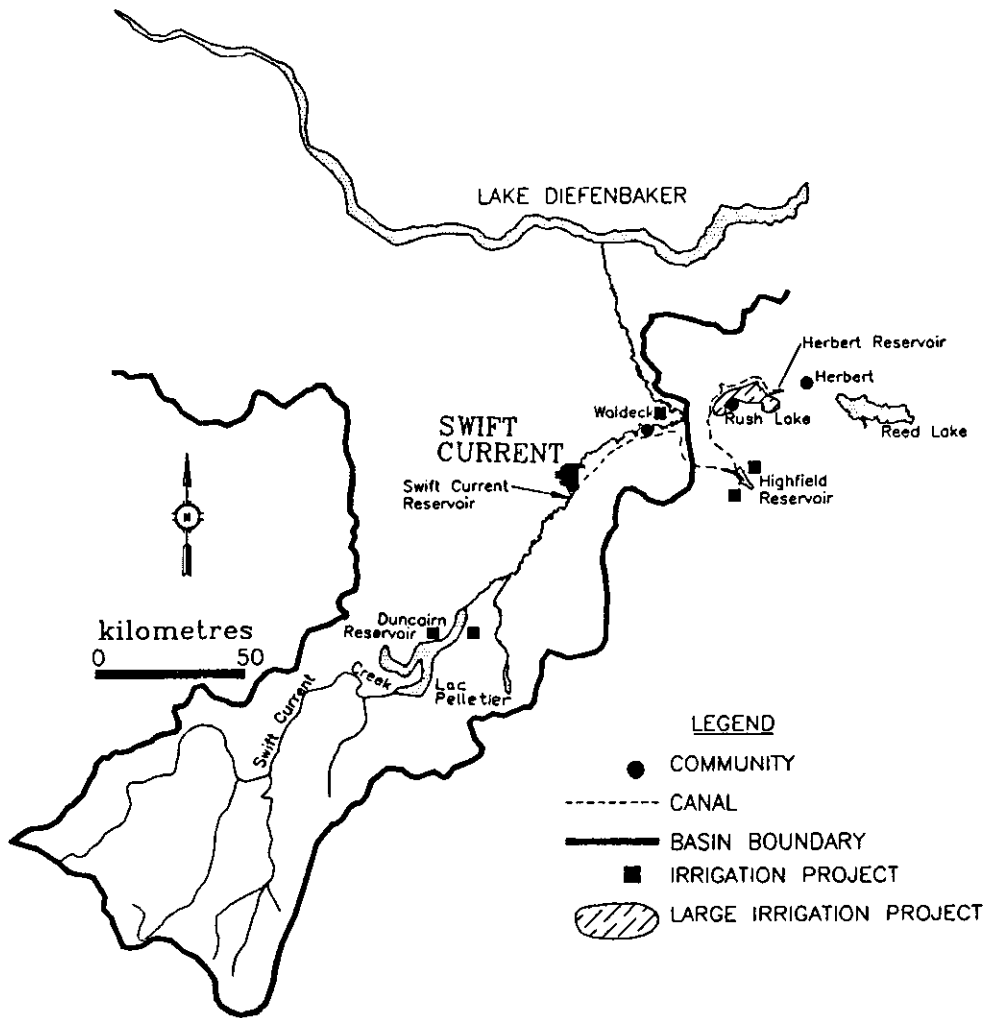 LAKE DIEFENBAKER
Herbert Reservoir
Herbert
Waldeck
Rush Lake
Reed Lake
SWIFT
CURRENT
Swift Current
Reservoir
Highfield
Reservoir
N
kilometres
0 50
Duncairn
Reservoir
Lac
Pelletier
Swift Current Creek
LEGEND
COMMUNITY
CANAL
BASIN BOUNDARY
IRRIGATION PROJECT
LARGE IRRIGATION PROJECT